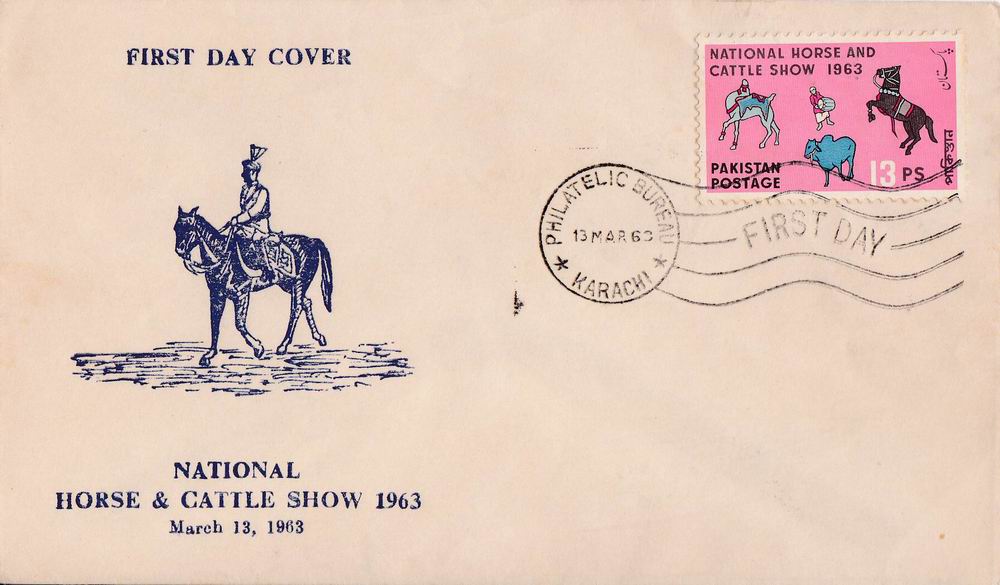 FIRST DAY COVER
NATIONAL HORSE AND
CATTLE SHOW 1963
پاکستان
পাকিস্তান
PAKISTAN
POSTAGE
13 PS
PHILATELIC BUREAU
13 MAR 63
★ KARACHI ★
FIRST DAY
NATIONAL
HORSE & CATTLE SHOW 1963
March 13, 1963